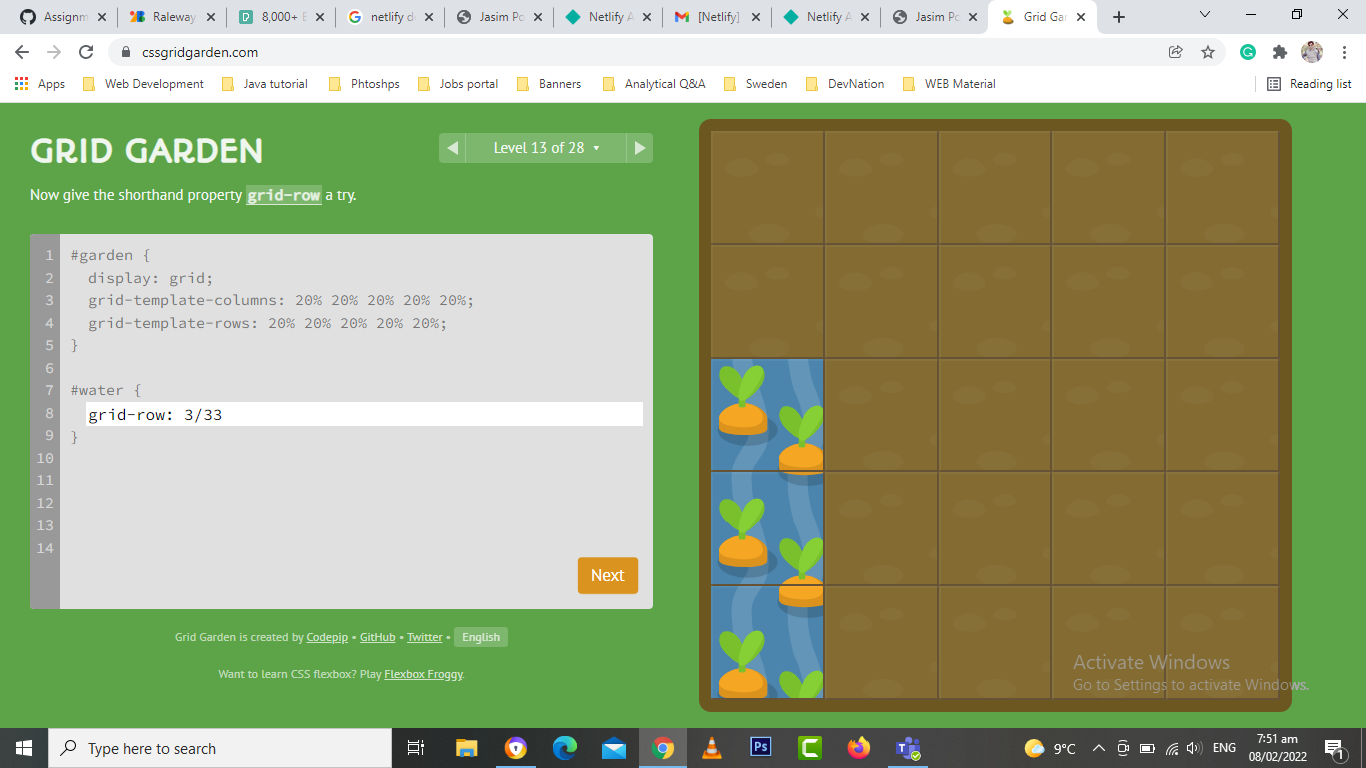 Assignm
Raleway
8,000+ E
netlify d
Jasim Po
Netlify A
[Netlify]
Netlify A
Jasim Po
Grid Gar
cssgridgarden.com
Apps
Web Development
Java tutorial
Phtoshps
Jobs portal
Banners
Analytical Q&A
Sweden
DevNation
WEB Material
Reading list
GRID GARDEN
Level 13 of 28
Now give the shorthand property grid-row a try.
1 #garden {
2 display: grid;
3 grid-template-columns: 20% 20% 20% 20% 20%;
4 grid-template-rows: 20% 20% 20% 20% 20%;
5 }
6
7 #water {
8 grid-row: 3/33
9 }
10
11
12
13
14
Next
Grid Garden is created by Codepip • GitHub • Twitter • English
Want to learn CSS flexbox? Play Flexbox Froggy.
Activate Windows
Go to Settings to activate Windows.
Type here to search
Ps
9°C
ENG
7:51 am
08/02/2022
1